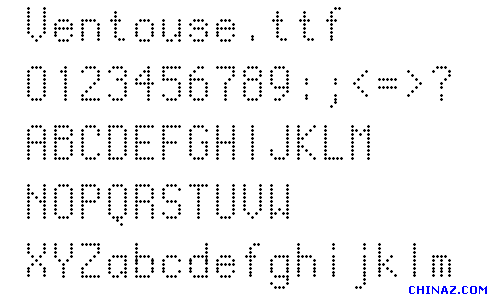 Ventouse.ttf
0123456789:;<=>?
ABCDEFGHIJKLM
NOPQRSTUVW
XYZabcdefghijklm
CHINAZ.COM